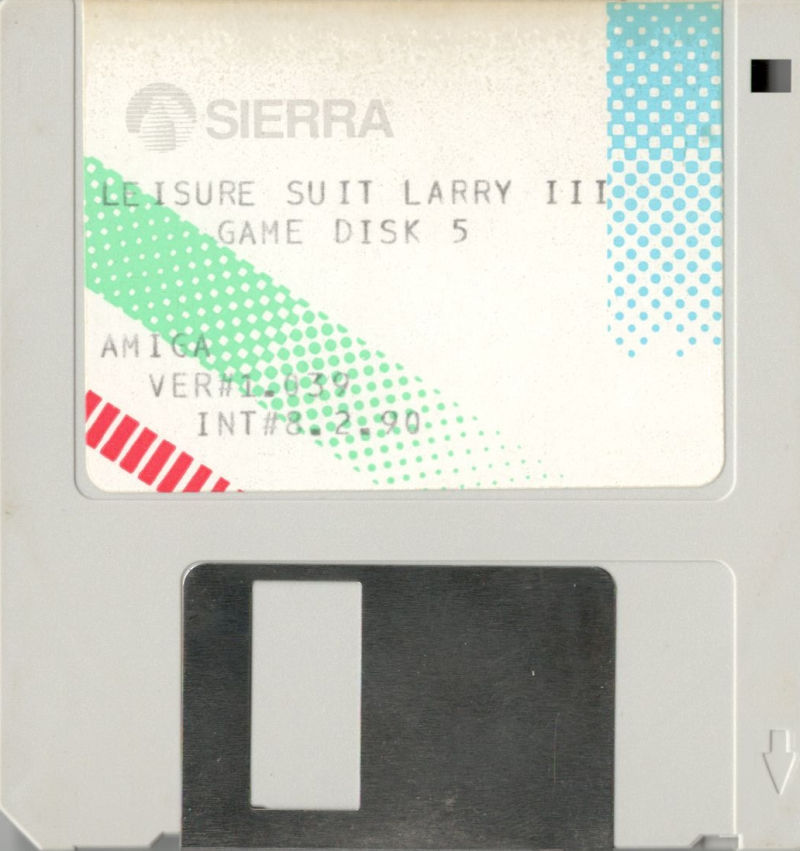 SIERRA
LEISURE SUIT LARRY III
GAME DISK 5
AMIGA
VER#1.039
INT#8.2.90